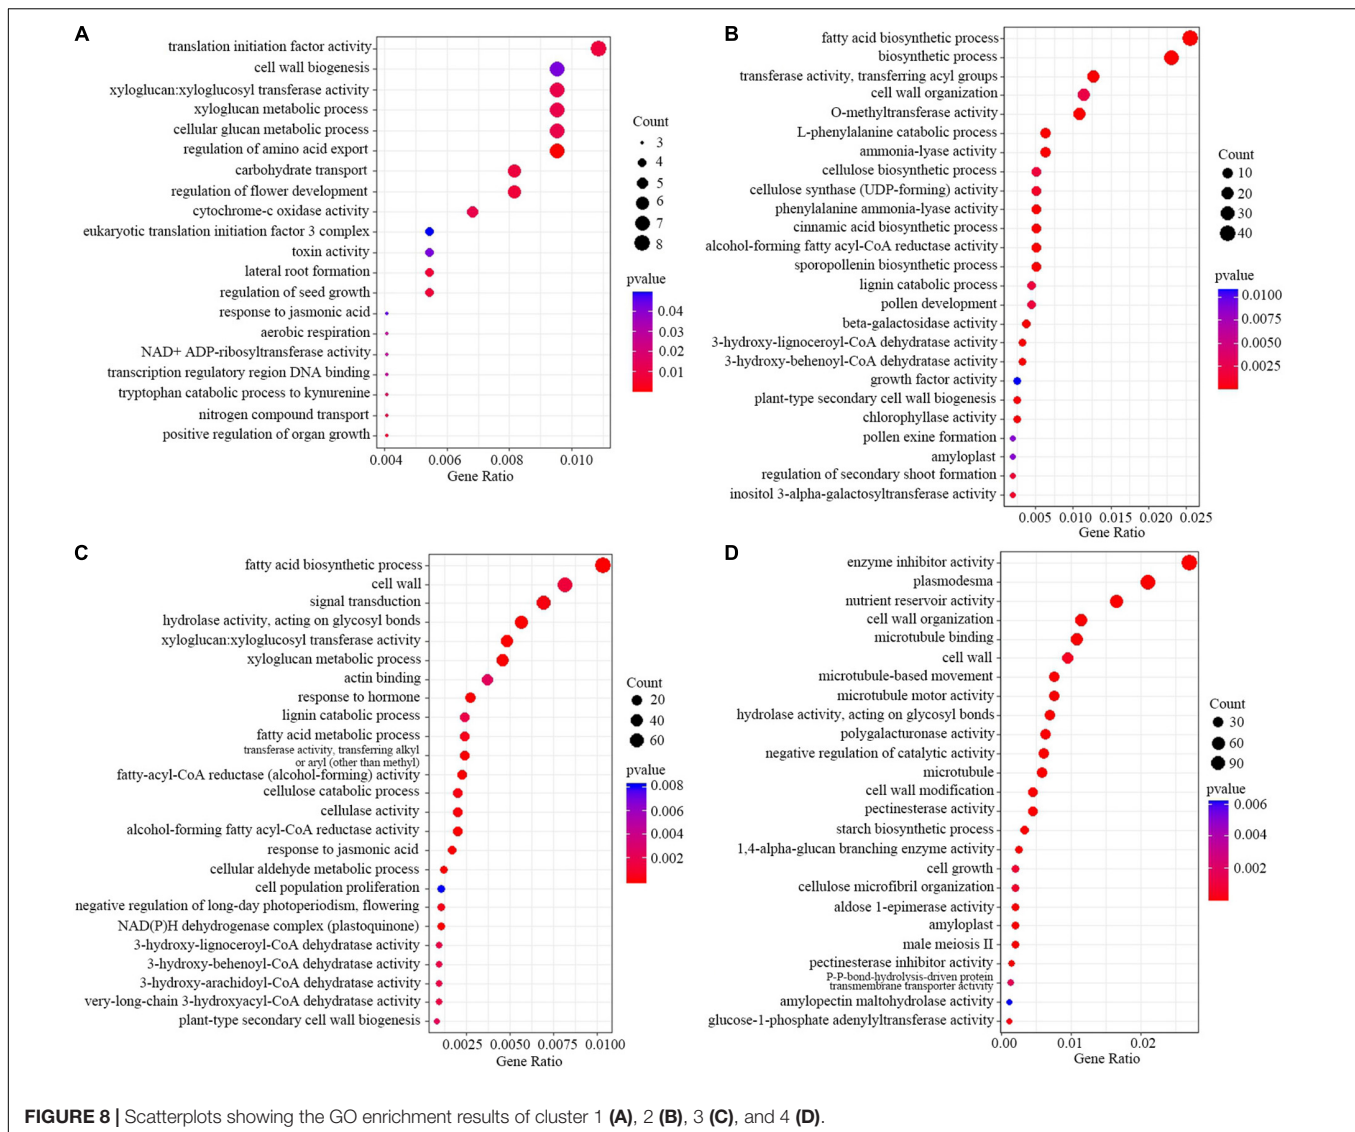 A
translation initiation factor activity
cell wall biogenesis
xyloglucan:xyloglucosyl transferase activity
xyloglucan metabolic process
cellular glucan metabolic process
regulation of amino acid export
carbohydrate transport
regulation of flower development
cytochrome-c oxidase activity
eukaryotic translation initiation factor 3 complex
toxin activity
lateral root formation
regulation of seed growth
response to jasmonic acid
aerobic respiration
NAD+ ADP-ribosyltransferase activity
transcription regulatory region DNA binding
tryptophan catabolic process to kynurenine
nitrogen compound transport
positive regulation of organ growth
0.004 0.006 0.008 0.010
Gene Ratio
Count
3
4
5
6
7
8
pvalue
0.04
0.02
0.01
B
fatty acid biosynthetic process
biosynthetic process
transferase activity, transferring acyl groups
cell wall organization
O-methyltransferase activity
L-phenylalanine catabolic process
ammonia-lyase activity
cellulose biosynthetic process
cellulose synthase (UDP-forming) activity
phenylalanine ammonia-lyase activity
cinnamic acid biosynthetic process
alcohol-forming fatty acyl-CoA reductase activity
sporopollenin biosynthetic process
lignin catabolic process
pollen development
beta-galactosidase activity
3-hydroxy-lignoceroyl-CoA dehydratase activity
3-hydroxy-behenoyl-CoA dehydratase activity
growth factor activity
plant-type secondary cell wall biogenesis
chlorophyllase activity
pollen exine formation
amyloplast
regulation of secondary shoot formation
inositol 3-alpha-galactosyltransferase activity
0.005 0.010 0.015 0.020 0.025
Gene Ratio
Count
10
20
30
40
pvalue
0.0100
0.0075
0.0050
0.0025
C
fatty acid biosynthetic process
cell wall
signal transduction
hydrolase activity, acting on glycosyl bonds
xyloglucan:xyloglucosyl transferase activity
xyloglucan metabolic process
actin binding
response to hormone
lignin catabolic process
fatty acid metabolic process
transferase activity, transferring alkyl
or aryl (other than methyl)
fatty-acyl-CoA reductase (alcohol-forming) activity
cellulose catabolic process
cellulase activity
alcohol-forming fatty acyl-CoA reductase activity
response to jasmonic acid
cellular aldehyde metabolic process
cell population proliferation
negative regulation of long-day photoperiodism, flowering
NAD(P)H dehydrogenase complex (plastoquinone)
3-hydroxy-lignoceroyl-CoA dehydratase activity
3-hydroxy-behenoyl-CoA dehydratase activity
3-hydroxy-arachidoyl-CoA dehydratase activity
very-long-chain 3-hydroxyacyl-CoA dehydratase activity
plant-type secondary cell wall biogenesis
0.0025 0.0050 0.0075 0.0100
Gene Ratio
Count
20
40
60
pvalue
0.008
0.006
0.004
0.002
D
enzyme inhibitor activity
plasmodesma
nutrient reservoir activity
cell wall organization
microtubule binding
cell wall
microtubule-based movement
microtubule motor activity
hydrolase activity, acting on glycosyl bonds
polygalacturonase activity
negative regulation of catalytic activity
microtubule
cell wall modification
pectinesterase activity
starch biosynthetic process
1,4-alpha-glucan branching enzyme activity
cell growth
cellulose microfibril organization
aldose 1-epimerase activity
amyloplast
male meiosis II
pectinesterase inhibitor activity
P-P-bond-hydrolysis-driven protein
transmembrane transporter activity
amylopectin maltohydrolase activity
glucose-1-phosphate adenylyltransferase activity
0.00 0.01 0.02
Gene Ratio
Count
30
60
90
pvalue
0.006
0.004
0.002
FIGURE 8 | Scatterplots showing the GO enrichment results of cluster 1 (A), 2 (B), 3 (C), and 4 (D).